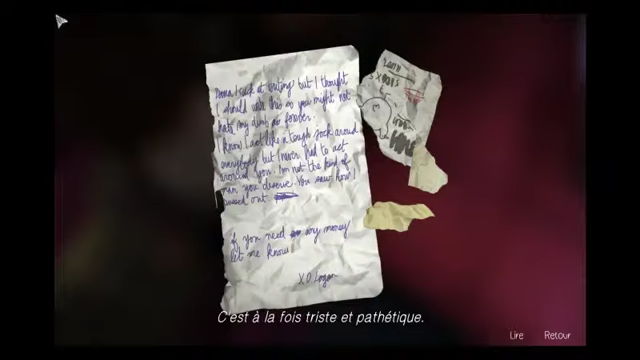 I suck at writing but I thought
I should write this so you might not
hate my dumb ass forever.
I know I act like a tough jock around
everybody but I never had to act
around you. I'm not the kind of
man you deserve. You saw how I
passed out
If you need any money
let me know!
XO Logan
C'est à la fois triste et pathétique.
Lire Retour